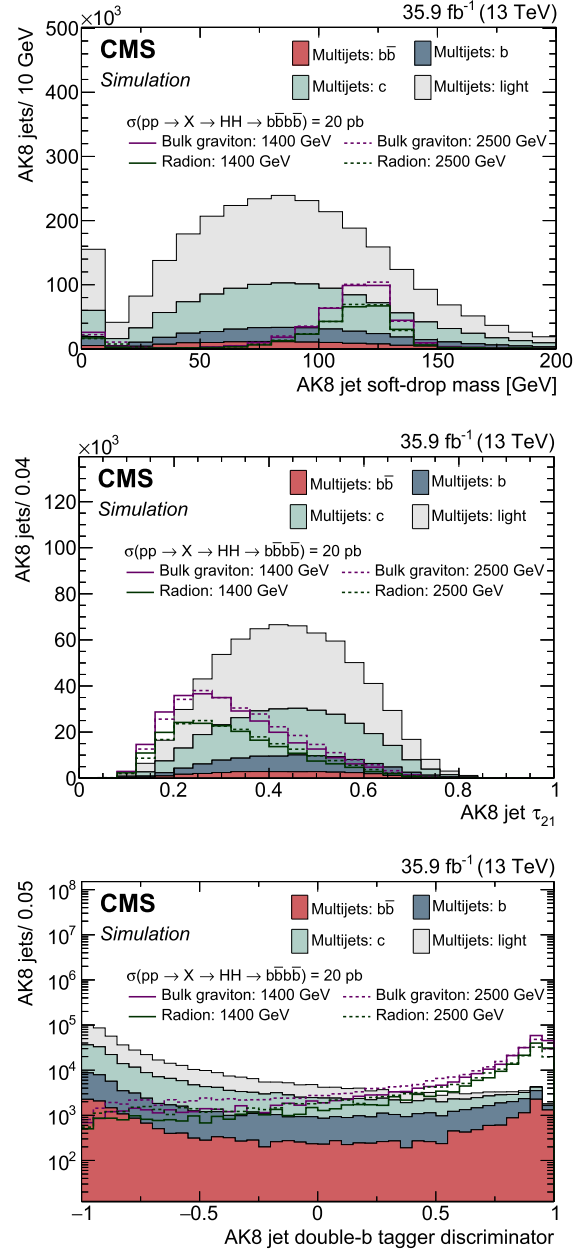 ×10³ 35.9 fb⁻¹ (13 TeV)
AK8 jets/ 10 GeV
500
400
300
200
100
0
CMS
Simulation
Multijets: bb̅ Multijets: b
Multijets: c Multijets: light
σ(pp → X → HH → bb̅bb̅) = 20 pb
Bulk graviton: 1400 GeV Bulk graviton: 2500 GeV
Radion: 1400 GeV Radion: 2500 GeV
0 50 100 150 200
AK8 jet soft-drop mass [GeV]
×10³ 35.9 fb⁻¹ (13 TeV)
AK8 jets/ 0.04
140
120
100
80
60
40
20
0
CMS
Simulation
Multijets: bb̅ Multijets: b
Multijets: c Multijets: light
σ(pp → X → HH → bb̅bb̅) = 20 pb
Bulk graviton: 1400 GeV Bulk graviton: 2500 GeV
Radion: 1400 GeV Radion: 2500 GeV
0 0.2 0.4 0.6 0.8 1
AK8 jet τ₂₁
35.9 fb⁻¹ (13 TeV)
AK8 jets/ 0.05
10⁸
10⁷
10⁶
10⁵
10⁴
10³
10²
CMS
Simulation
Multijets: bb̅ Multijets: b
Multijets: c Multijets: light
σ(pp → X → HH → bb̅bb̅) = 20 pb
Bulk graviton: 1400 GeV Bulk graviton: 2500 GeV
Radion: 1400 GeV Radion: 2500 GeV
−1 −0.5 0 0.5 1
AK8 jet double-b tagger discriminator